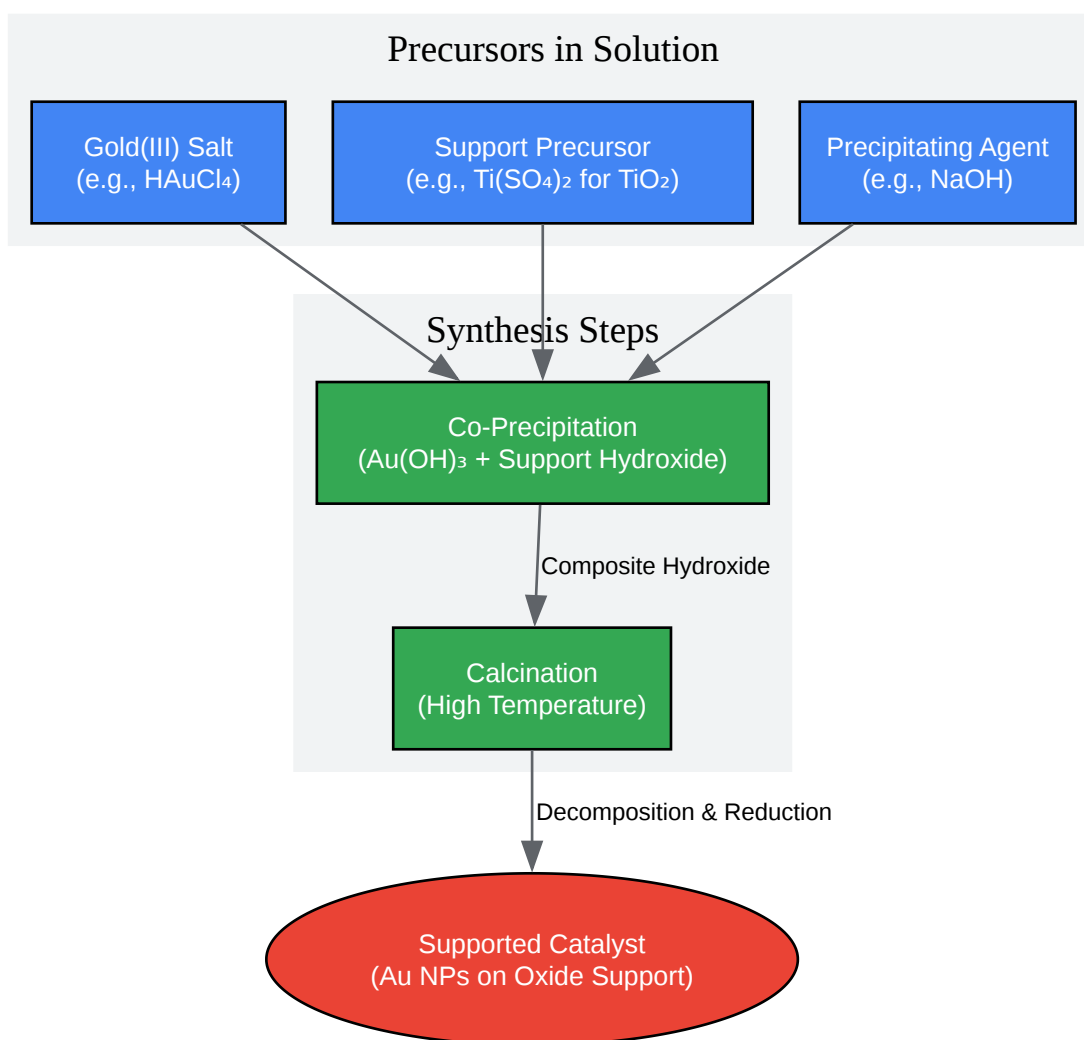 Precursors in Solution
Gold(III) Salt
(e.g., HAuCl₄)
Support Precursor
(e.g., Ti(SO₄)₂ for TiO₂)
Precipitating Agent
(e.g., NaOH)
Synthesis Steps
Co-Precipitation
(Au(OH)₃ + Support Hydroxide)
Composite Hydroxide
Calcination
(High Temperature)
Decomposition & Reduction
Supported Catalyst
(Au NPs on Oxide Support)